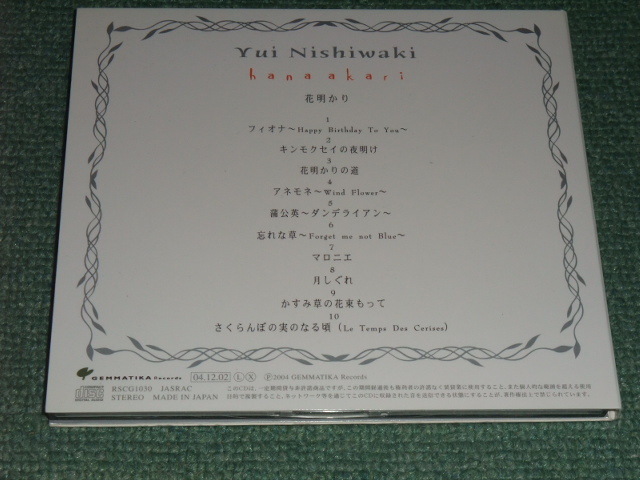 Yui Nishiwaki
hana akari
花明かり
1
フィオナ〜Happy Birthday To You〜
2
キンモクセイの夜明け
3
花明かりの道
4
アネモネ〜Wind Flower〜
5
蒲公英〜ダンデライアン〜
6
忘れな草〜Forget me not Blue〜
7
マロニエ
8
月しぐれ
9
かすみ草の花束もって
10
さくらんぼの実のなる頃 (Le Temps Des Cerises)
GEMMATIKA Records 04.12.02 L X ℗2004 GEMMATIKA Records
RSCG1030 JASRAC
STEREO MADE IN JAPAN